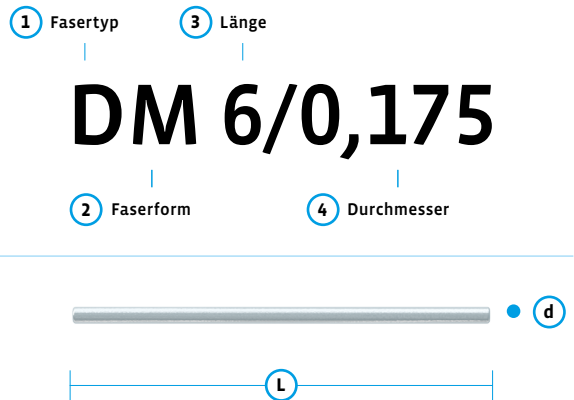 1 Fasertyp 3 Länge
DM 6/0,175
2 Faserform 4 Durchmesser
d
L